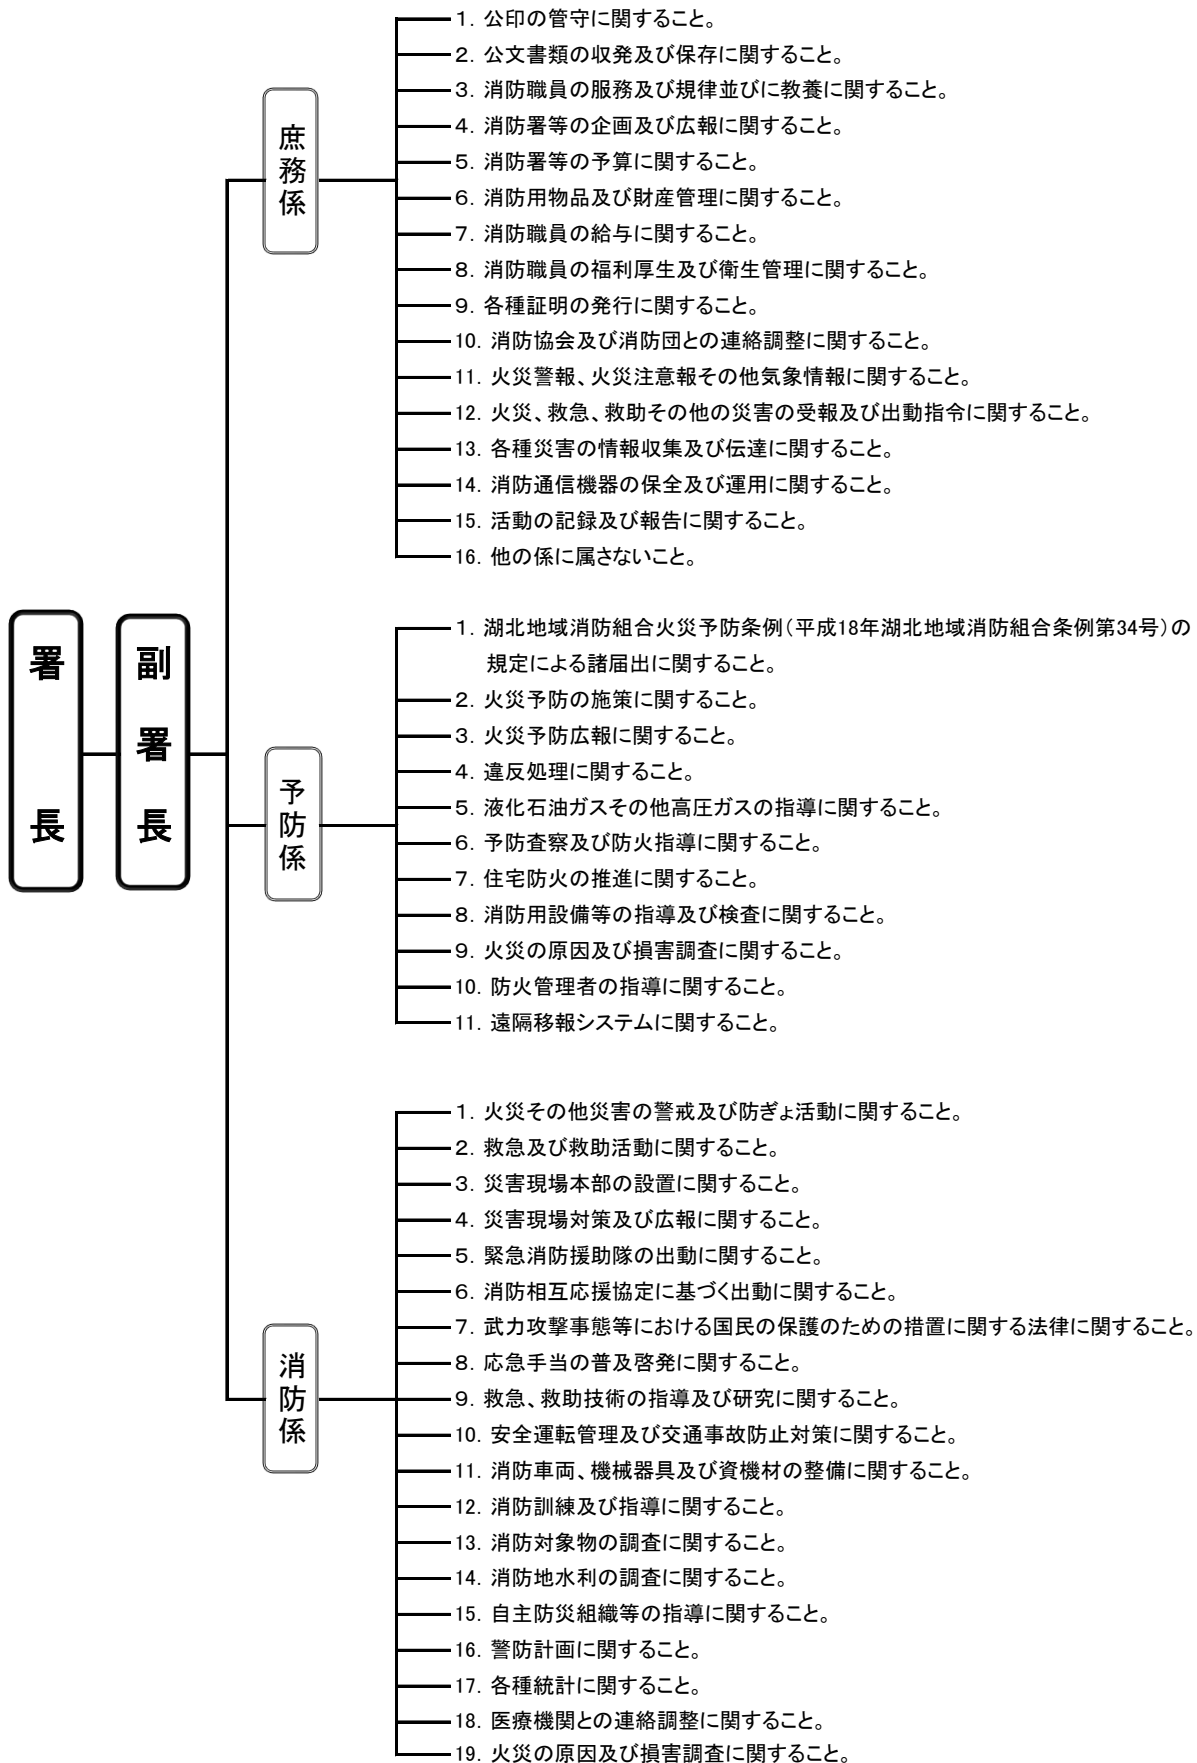 署長
副署長
庶務係
1．公印の管守に関すること。
2．公文書類の収発及び保存に関すること。
3．消防職員の服務及び規律並びに教養に関すること。
4．消防署等の企画及び広報に関すること。
5．消防署等の予算に関すること。
6．消防用物品及び財産管理に関すること。
7．消防職員の給与に関すること。
8．消防職員の福利厚生及び衛生管理に関すること。
9．各種証明の発行に関すること。
10．消防協会及び消防団との連絡調整に関すること。
11．火災警報、火災注意報その他気象情報に関すること。
12．火災、救急、救助その他の災害の受報及び出動指令に関すること。
13．各種災害の情報収集及び伝達に関すること。
14．消防通信機器の保全及び運用に関すること。
15．活動の記録及び報告に関すること。
16．他の係に属さないこと。
予防係
1．湖北地域消防組合火災予防条例（平成18年湖北地域消防組合条例第34号）の
規定による諸届出に関すること。
2．火災予防の施策に関すること。
3．火災予防広報に関すること。
4．違反処理に関すること。
5．液化石油ガスその他高圧ガスの指導に関すること。
6．予防査察及び防火指導に関すること。
7．住宅防火の推進に関すること。
8．消防用設備等の指導及び検査に関すること。
9．火災の原因及び損害調査に関すること。
10．防火管理者の指導に関すること。
11．遠隔移報システムに関すること。
消防係
1．火災その他災害の警戒及び防ぎょ活動に関すること。
2．救急及び救助活動に関すること。
3．災害現場本部の設置に関すること。
4．災害現場対策及び広報に関すること。
5．緊急消防援助隊の出動に関すること。
6．消防相互応援協定に基づく出動に関すること。
7．武力攻撃事態等における国民の保護のための措置に関する法律に関すること。
8．応急手当の普及啓発に関すること。
9．救急、救助技術の指導及び研究に関すること。
10．安全運転管理及び交通事故防止対策に関すること。
11．消防車両、機械器具及び資機材の整備に関すること。
12．消防訓練及び指導に関すること。
13．消防対象物の調査に関すること。
14．消防地水利の調査に関すること。
15．自主防災組織等の指導に関すること。
16．警防計画に関すること。
17．各種統計に関すること。
18．医療機関との連絡調整に関すること。
19．火災の原因及び損害調査に関すること。